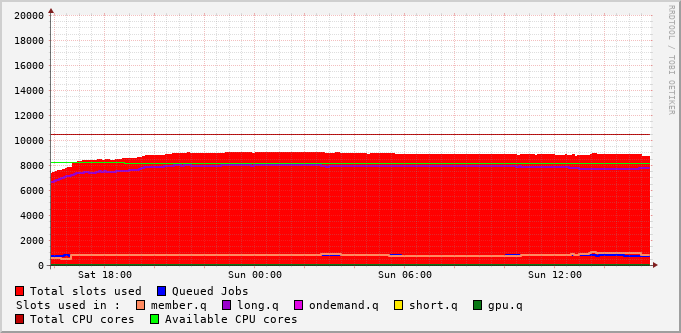 RRDTOOL / TOBI OETIKER
20000
18000
16000
14000
12000
10000
8000
6000
4000
2000
0
Sat 18:00 Sun 00:00 Sun 06:00 Sun 12:00
Total slots used Queued Jobs
Slots used in : member.q long.q ondemand.q short.q gpu.q
Total CPU cores Available CPU cores